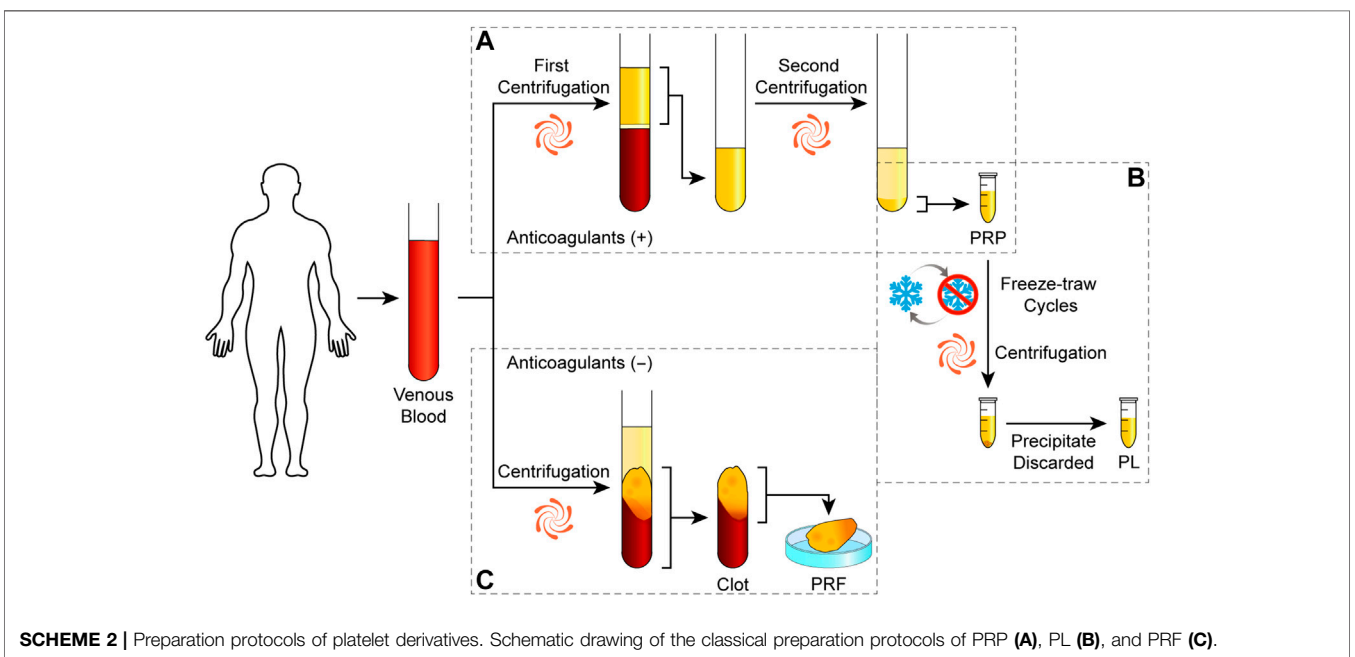 A
First
Centrifugation
Second
Centrifugation
Anticoagulants (+)
PRP
B
Freeze-traw
Cycles
Centrifugation
Precipitate
Discarded
PL
Venous
Blood
Anticoagulants (–)
Centrifugation
C
Clot
PRF
SCHEME 2 | Preparation protocols of platelet derivatives. Schematic drawing of the classical preparation protocols of PRP (A), PL (B), and PRF (C).